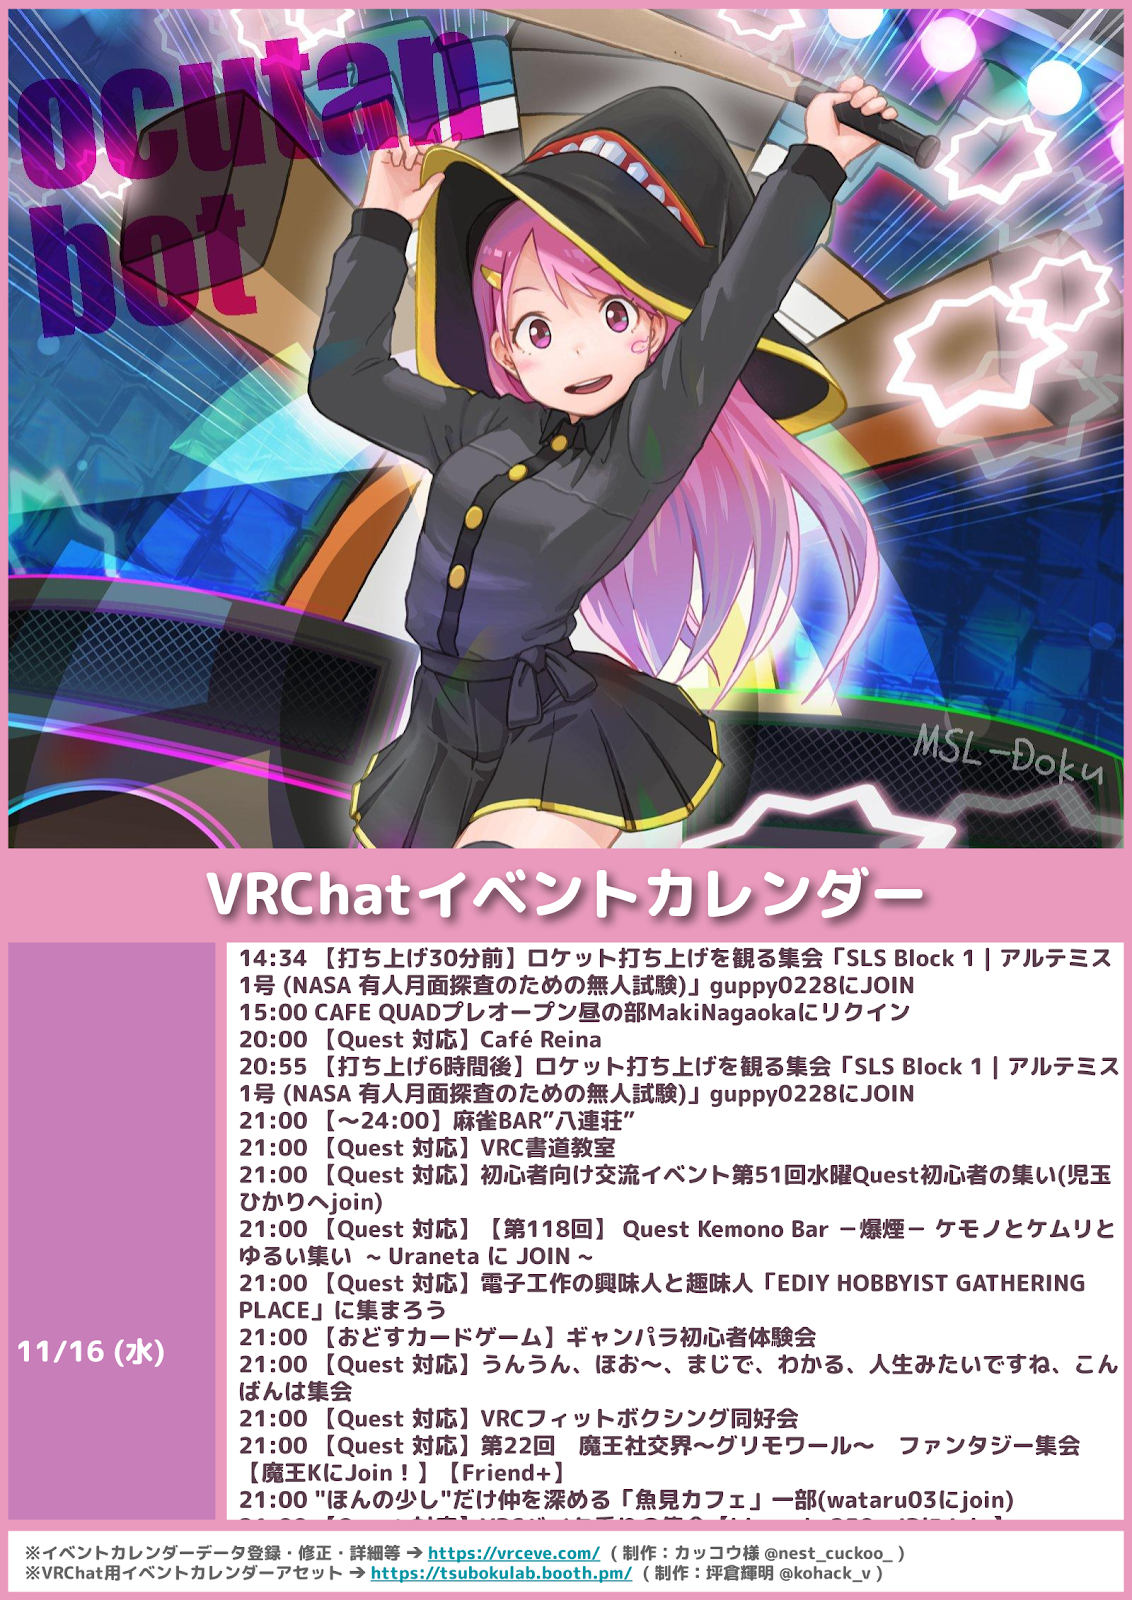 ocutan
bot
MSL-Doku
VRChatイベントカレンダー
11/16 (水)
14:34 【打ち上げ30分前】ロケット打ち上げを観る集会「SLS Block 1 | アルテミス
1号 (NASA 有人月面探査のための無人試験)」guppy0228にJOIN
15:00 CAFE QUADプレオープン昼の部MakiNagaokaにリクイン
20:00 【Quest 対応】Café Reina
20:55 【打ち上げ6時間後】ロケット打ち上げを観る集会「SLS Block 1 | アルテミス
1号 (NASA 有人月面探査のための無人試験)」guppy0228にJOIN
21:00 【～24:00】麻雀BAR”八連荘”
21:00 【Quest 対応】VRC書道教室
21:00 【Quest 対応】初心者向け交流イベント第51回水曜Quest初心者の集い(児玉
ひかりへjoin)
21:00 【Quest 対応】【第118回】 Quest Kemono Bar －爆煙－ ケモノとケムリと
ゆるい集い ~ Uraneta に JOIN ~
21:00 【Quest 対応】電子工作の興味人と趣味人「EDIY HOBBYIST GATHERING
PLACE」に集まろう
21:00 【おどすカードゲーム】ギャンパラ初心者体験会
21:00 【Quest 対応】うんうん、ほお～、まじで、わかる、人生みたいですね、こん
ばんは集会
21:00 【Quest 対応】VRCフィットボクシング同好会
21:00 【Quest 対応】第22回　魔王社交界～グリモワール～　ファンタジー集会
【魔王KにJoin！】【Friend+】
21:00 "ほんの少し"だけ仲を深める「魚見カフェ」一部(wataru03にjoin)
21:00 【Quest 対応】
※イベントカレンダーデータ登録・修正・詳細等 ➔ https://vrceve.com/ ( 制作：カッコウ様 @nest_cuckoo_ )
※VRChat用イベントカレンダーアセット ➔ https://tsubokulab.booth.pm/ ( 制作：坪倉輝明 @kohack_v )